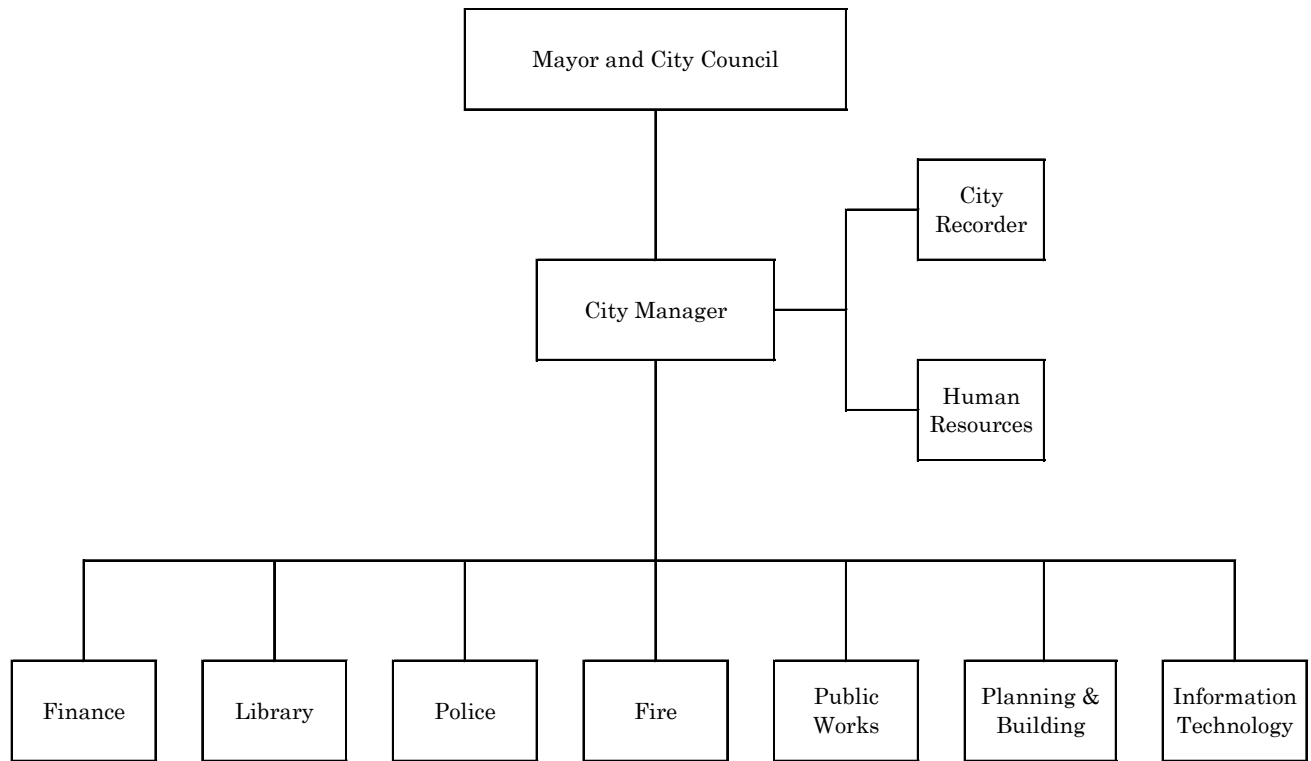 Mayor and City Council
City
Recorder
City Manager
Human
Resources
Finance
Library
Police
Fire
Public
Works
Planning &
Building
Information
Technology